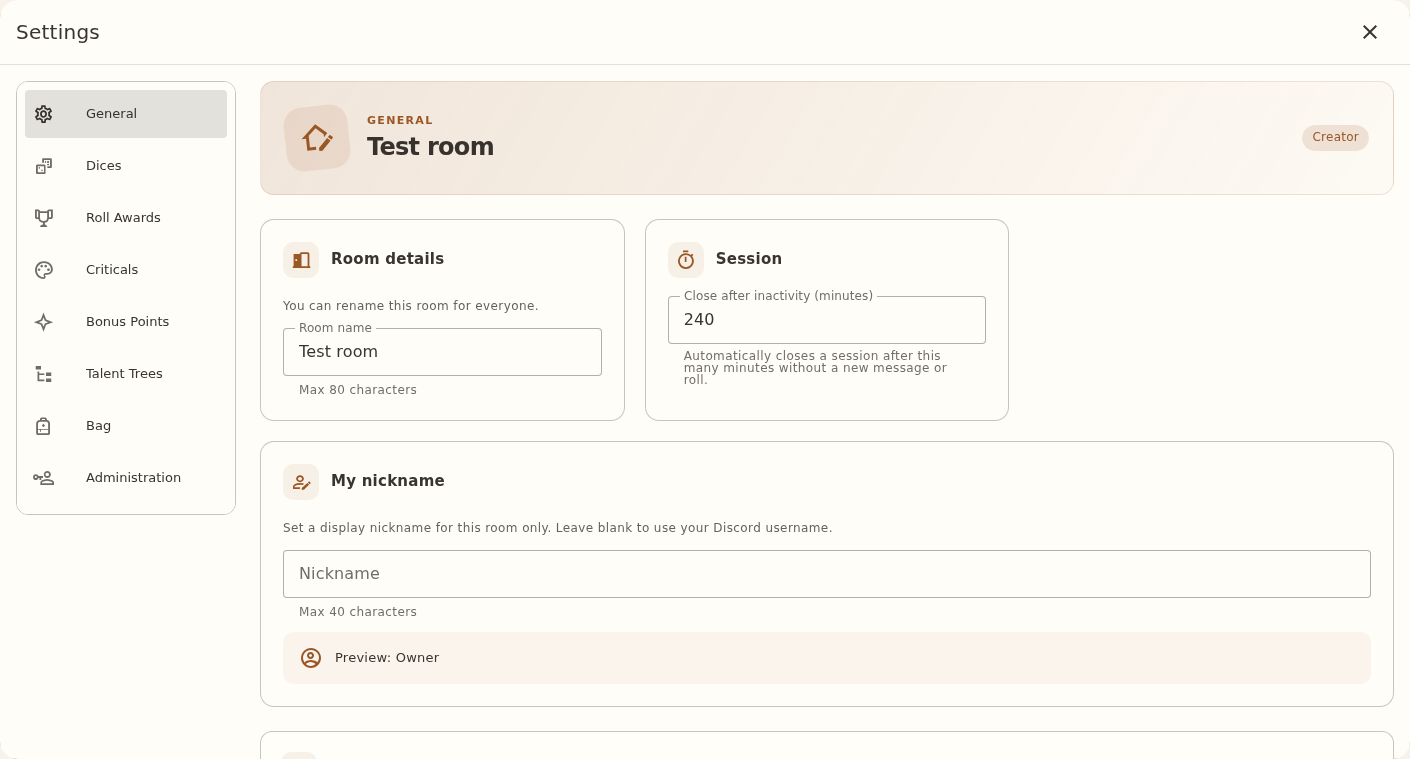 Settings
General
Dices
Roll Awards
Criticals
Bonus Points
Talent Trees
Bag
Administration
GENERAL
Test room
Creator
Room details
You can rename this room for everyone.
Room name
Test room
Max 80 characters
Session
Close after inactivity (minutes)
240
Automatically closes a session after this
many minutes without a new message or
roll.
My nickname
Set a display nickname for this room only. Leave blank to use your Discord username.
Nickname
Max 40 characters
Preview: Owner